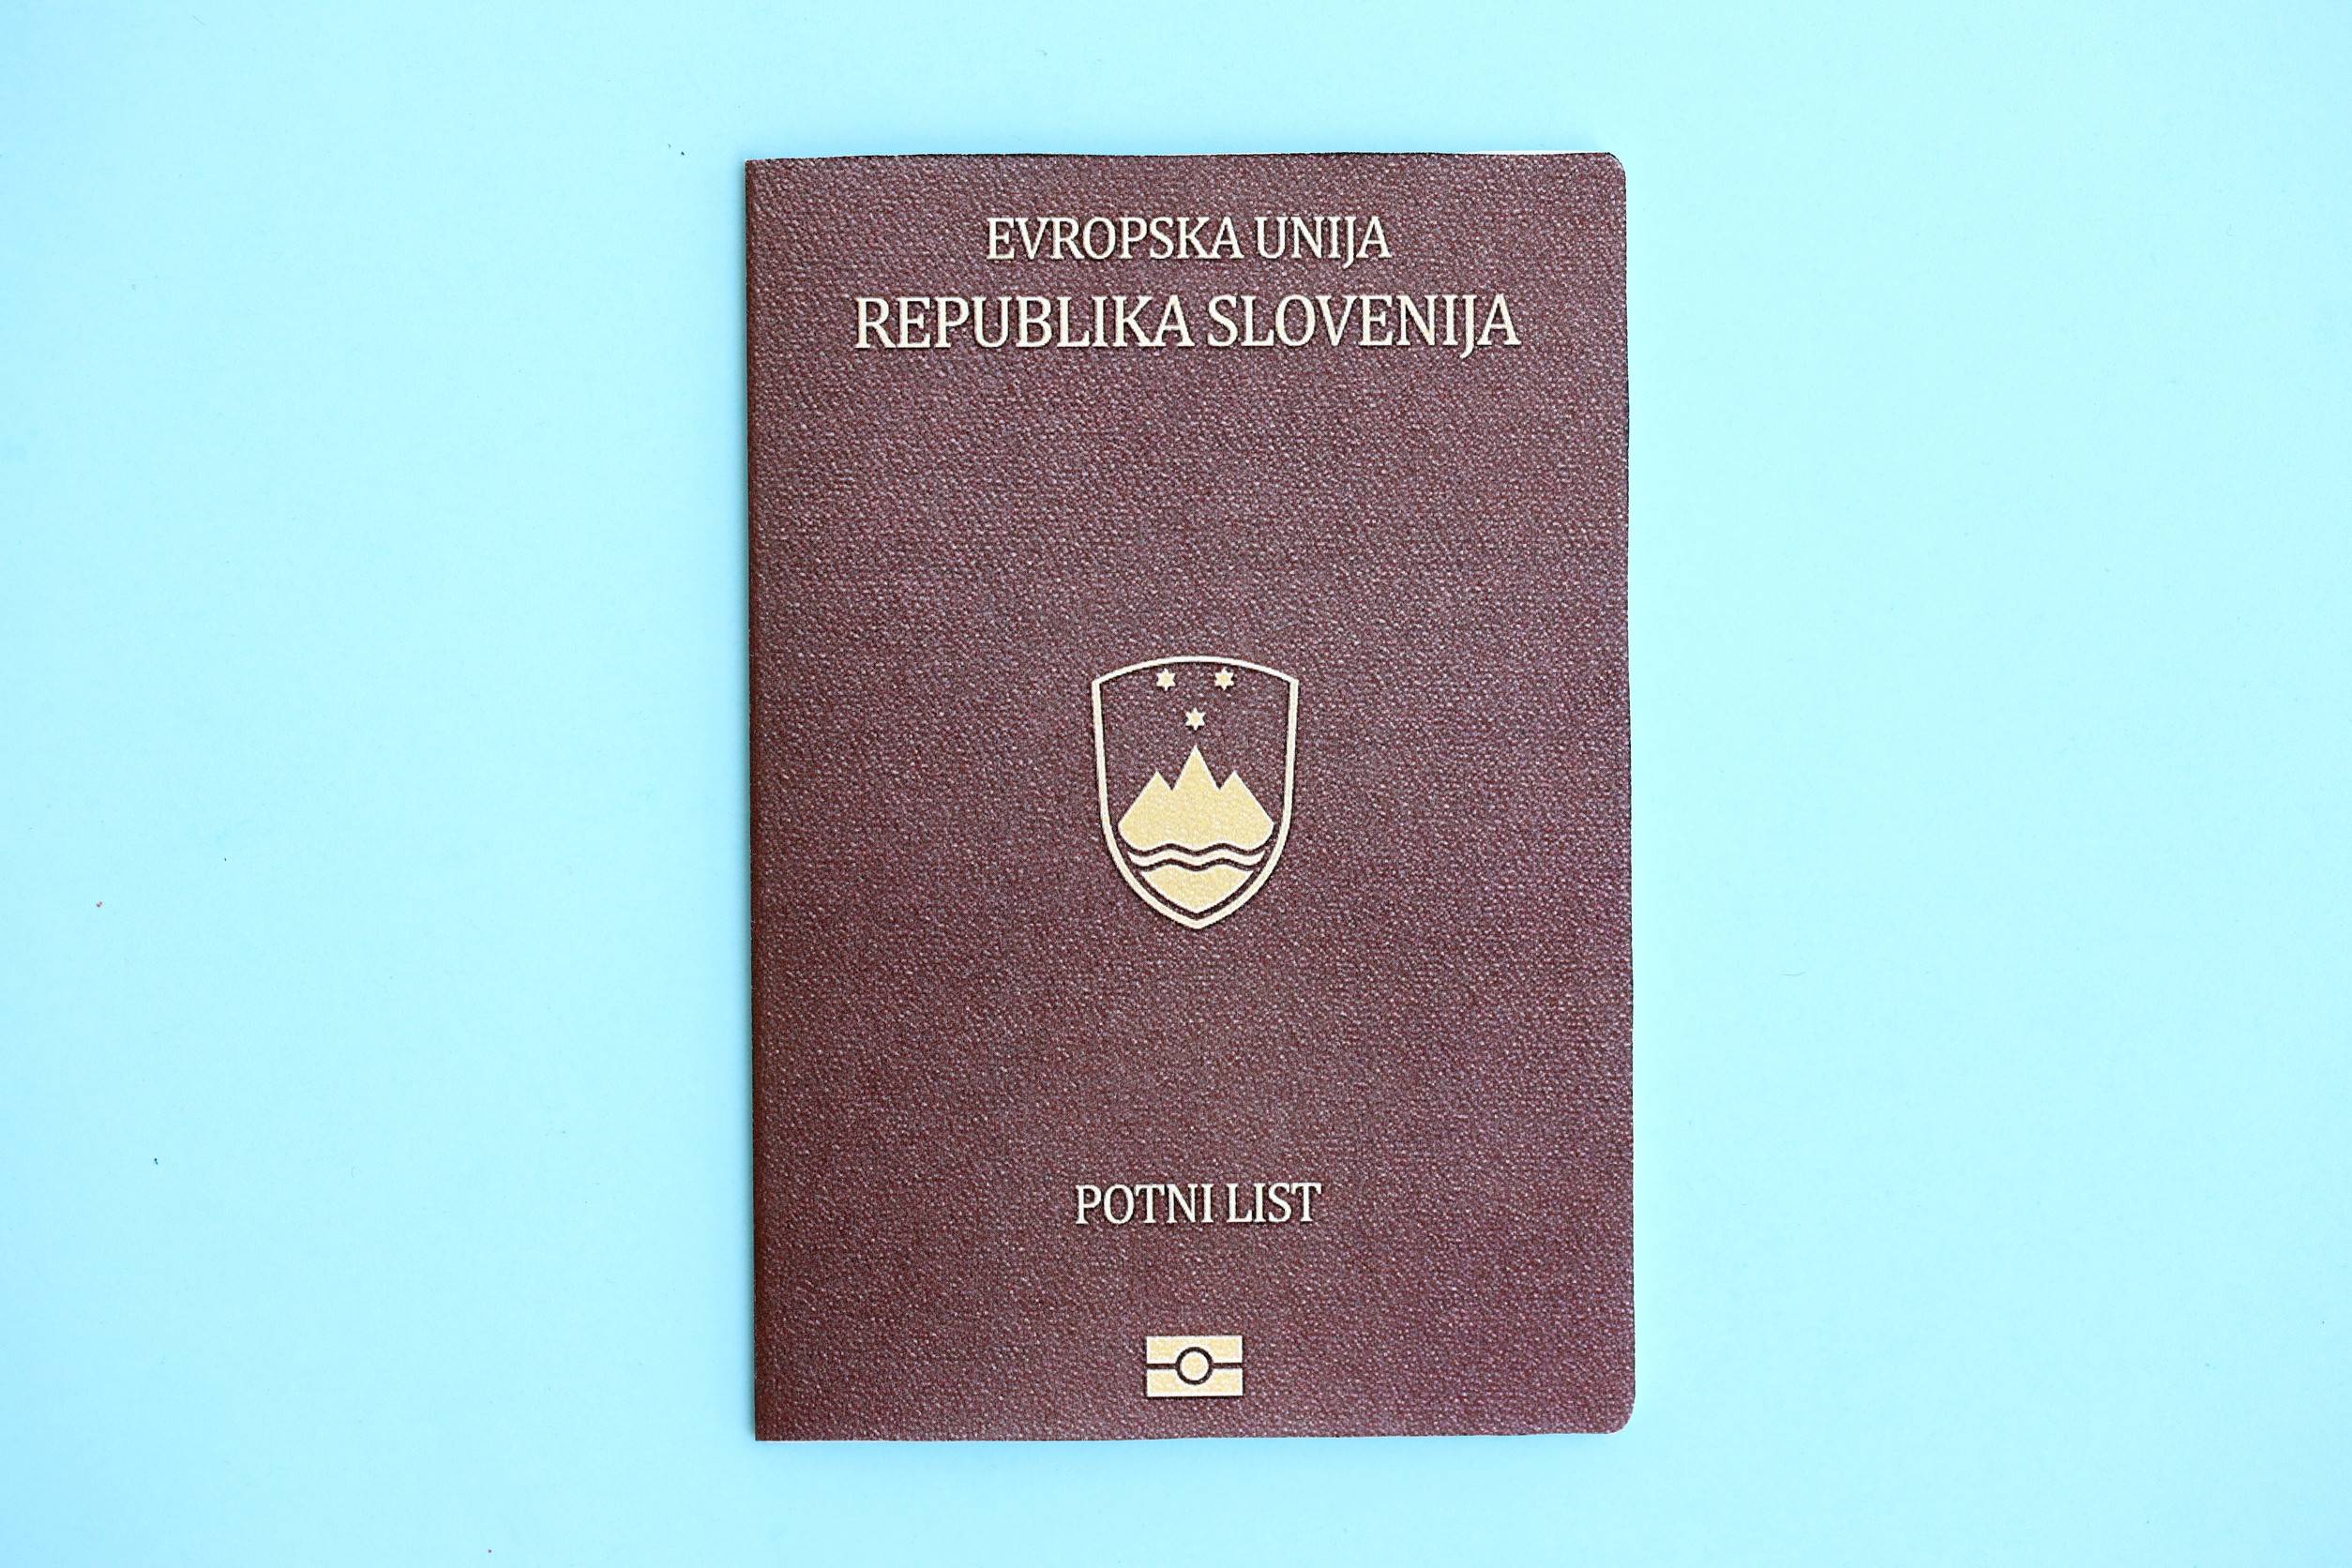 EVROPSKA UNIJA
REPUBLIKA SLOVENIJA
POTNI LIST